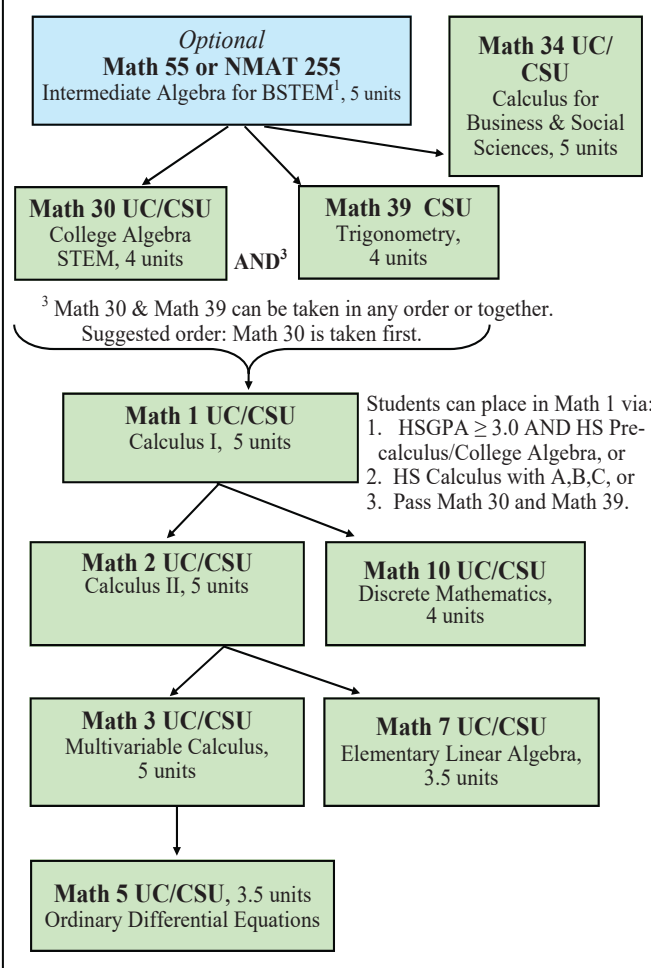 Optional
Math 55 or NMAT 255
Intermediate Algebra for BSTEM¹, 5 units
Math 34 UC/
CSU
Calculus for
Business & Social
Sciences, 5 units
Math 30 UC/CSU
College Algebra
STEM, 4 units
AND³
Math 39 CSU
Trigonometry,
4 units
³ Math 30 & Math 39 can be taken in any order or together.
Suggested order: Math 30 is taken first.
Math 1 UC/CSU
Calculus I, 5 units
Students can place in Math 1 via:
1. HSGPA ≥ 3.0 AND HS Pre-
calculus/College Algebra, or
2. HS Calculus with A,B,C, or
3. Pass Math 30 and Math 39.
Math 2 UC/CSU
Calculus II, 5 units
Math 10 UC/CSU
Discrete Mathematics,
4 units
Math 3 UC/CSU
Multivariable Calculus,
5 units
Math 7 UC/CSU
Elementary Linear Algebra,
3.5 units
Math 5 UC/CSU, 3.5 units
Ordinary Differential Equations